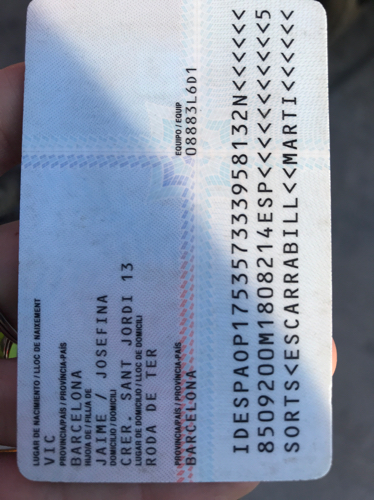 LUGAR DE NACIMIENTO / LLOC DE NAIXEMENT
VIC
PROVINCIA/PAÍS / PROVÍNCIA-PAÍS
BARCELONA
HIJO/A DE / FILL/A DE
JAIME / JOSEFINA
DOMICILIO / DOMICILI
CRER. SANT JORDI 13
LUGAR DE DOMICILIO / LLOC DE DOMICILI
RODA DE TER
PROVINCIA/PAÍS / PROVÍNCIA-PAÍS
BARCELONA
EQUIPO / EQUIP
08883L6D1
IDESPAOP175357333958132N<<<<<<
8509200M1808214ESP<<<<<<<<<<<5
SORTS<ESCARRABILL<<MARTI<<<<<<